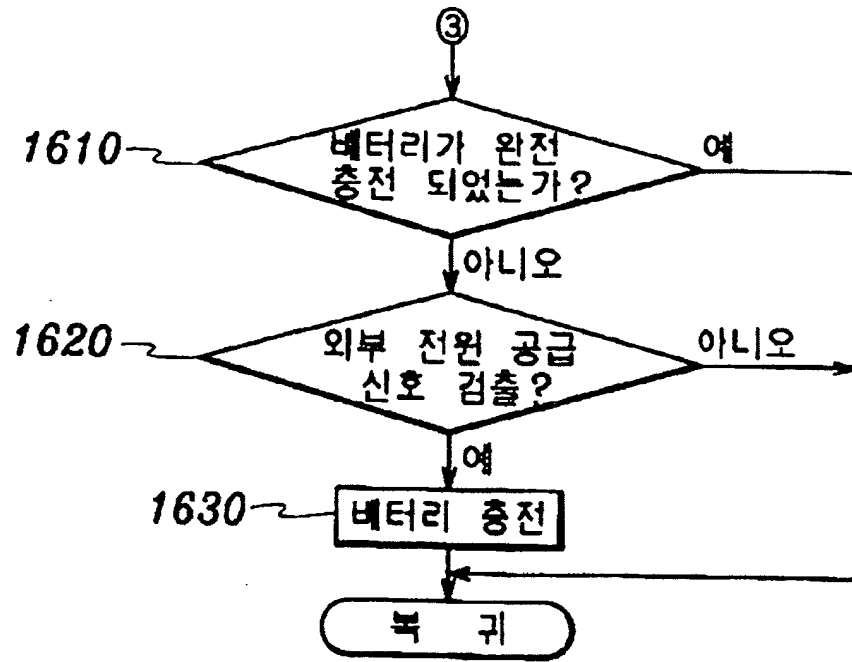 ③
1610
배터리가 완전
충전 되었는가?
예
아니오
1620
외부 전원 공급
신호 검출?
아니오
예
1630
배터리 충전
복 귀